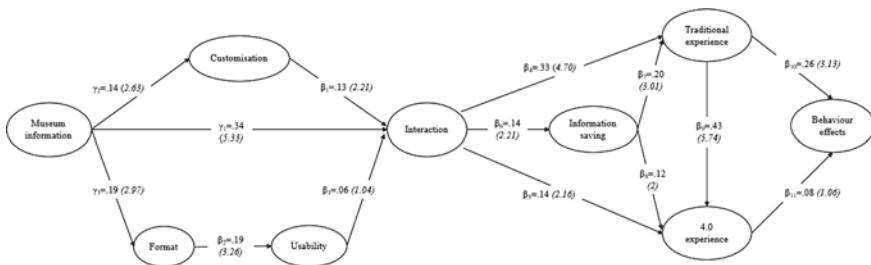 Customisation
Traditional
experience
γ₂=.14 (2.63)
β₁=.13 (2.21)
β₄=.33 (4.70)
β₇=.20
(3.01)
β₁₀=.26 (3.13)
Museum
information
γ₁=.34
(5.33)
Interaction
β₆=.14
(2.21)
Information
saving
β₉=.43
(5.74)
Behaviour
effects
γ₃=.19 (2.97)
β₃=.06 (1.04)
β₅=.14 (2.16)
β₈=.12
(2)
β₁₁=.08 (1.06)
Format
β₂=.19
(3.26)
Usability
4.0
experience